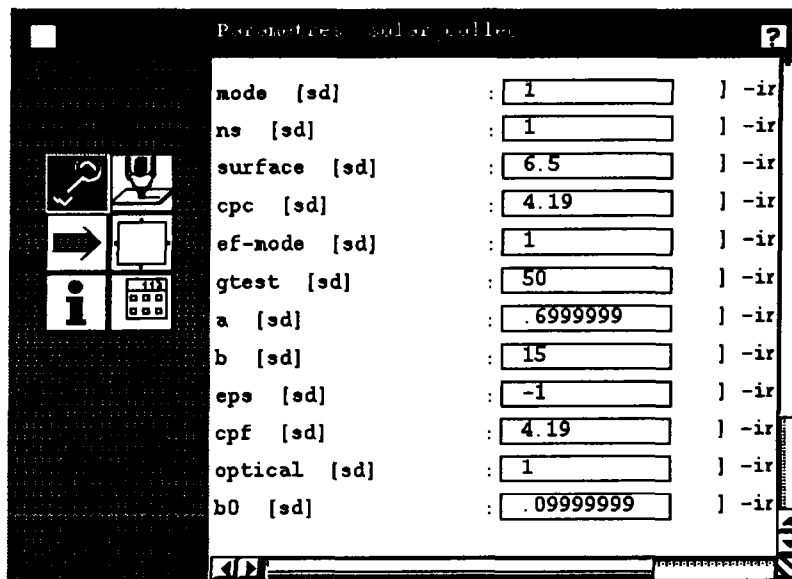 ?
mode [sd] : 1 ] -ir
ns [sd] : 1 ] -ir
surface [sd] : 6.5 ] -ir
cpc [sd] : 4.19 ] -ir
ef-mode [sd] : 1 ] -ir
gtest [sd] : 50 ] -ir
a [sd] : .6999999 ] -ir
b [sd] : 15 ] -ir
eps [sd] : -1 ] -ir
cpf [sd] : 4.19 ] -ir
optical [sd] : 1 ] -ir
b0 [sd] : .09999999 ] -ir